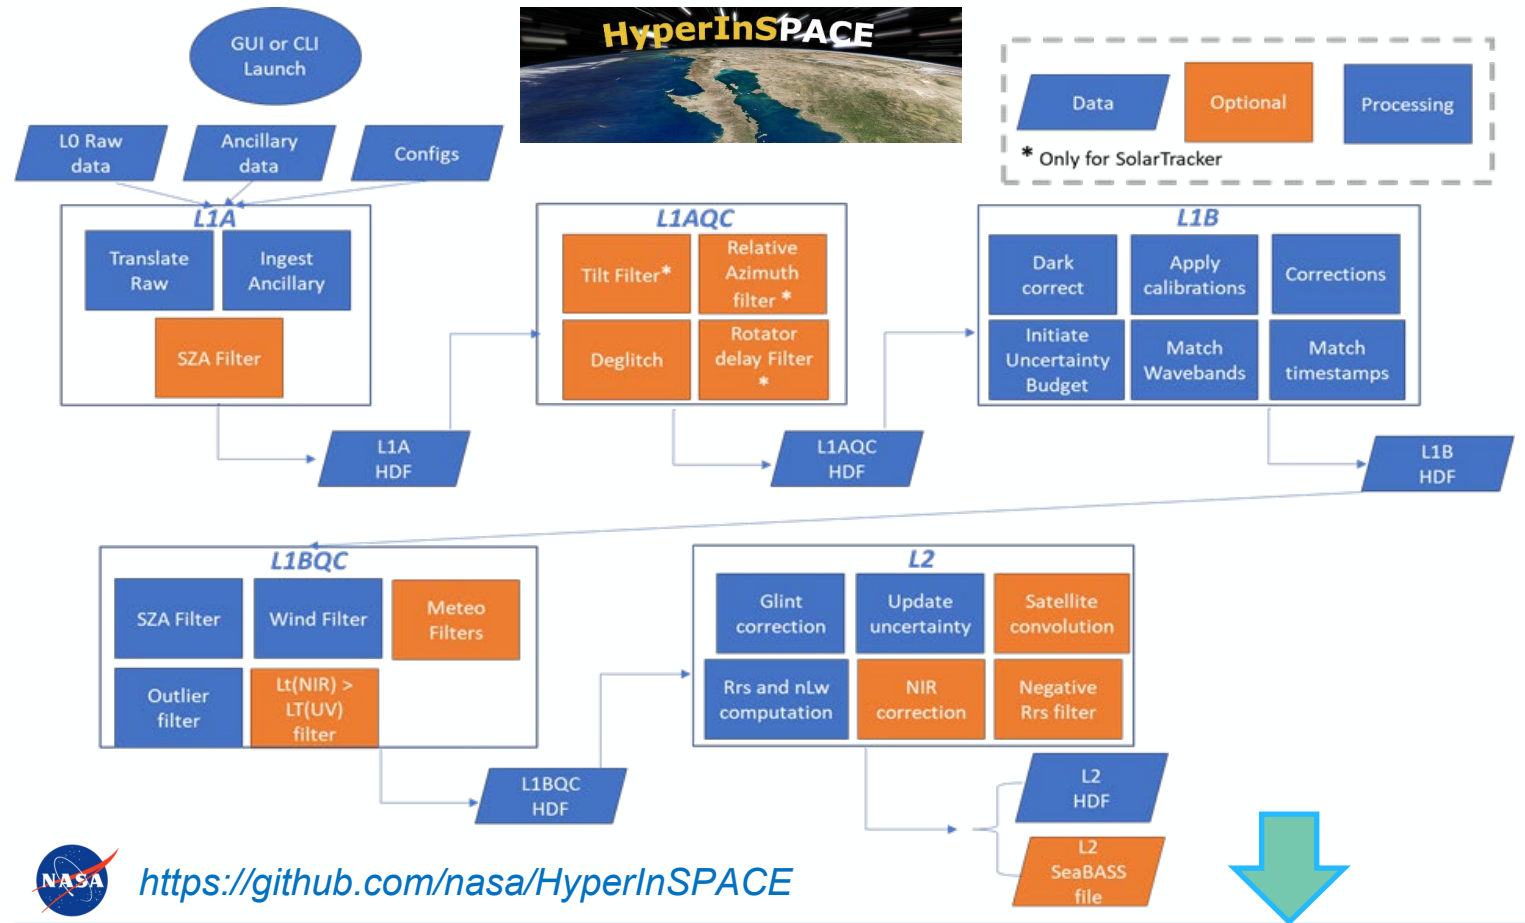 HyperInSPACE
GUI or CLI
Launch
Data
Optional
Processing
* Only for SolarTracker
L0 Raw
data
Ancillary
data
Configs
L1A
Translate
Raw
Ingest
Ancillary
SZA Filter
L1A
HDF
L1AQC
Tilt Filter*
Relative
Azimuth
filter *
Deglitch
Rotator
delay Filter
*
L1AQC
HDF
L1B
Dark
correct
Apply
calibrations
Corrections
Initiate
Uncertainty
Budget
Match
Wavebands
Match
timestamps
L1B
HDF
L1BQC
SZA Filter
Wind Filter
Meteo
Filters
Outlier
filter
Lt(NIR) >
LT(UV)
filter
L1BQC
HDF
L2
Glint
correction
Update
uncertainty
Satellite
convolution
Rrs and nLw
computation
NIR
correction
Negative
Rrs filter
L2
HDF
L2
SeaBASS
file
NASA
https://github.com/nasa/HyperInSPACE